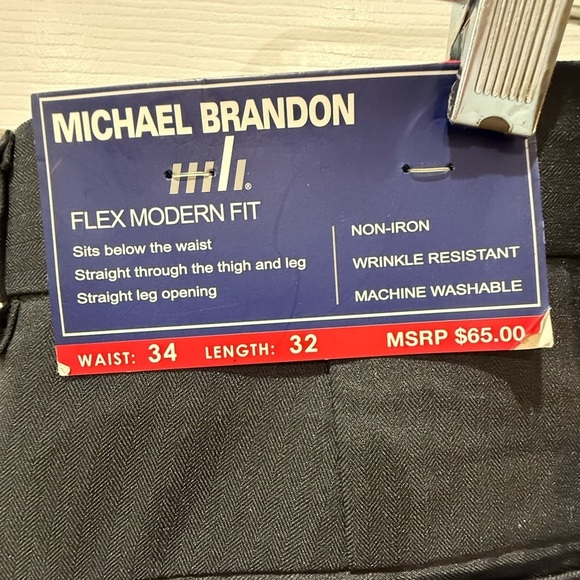 MICHAEL BRANDON
®
FLEX MODERN FIT
Sits below the waist
Straight through the thigh and leg
Straight leg opening
NON-IRON
WRINKLE RESISTANT
MACHINE WASHABLE
WAIST: 34 LENGTH: 32 MSRP $65.00